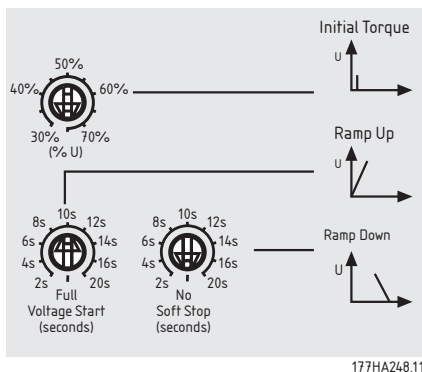 Initial Torque
U
50%
40%
60%
30%
70%
(% U)
Ramp Up
U
10s
8s
12s
6s
14s
4s
16s
2s
20s
Full
Voltage Start
(seconds)
10s
8s
12s
6s
14s
4s
16s
2s
20s
No
Soft Stop
(seconds)
Ramp Down
U
177HA248.11